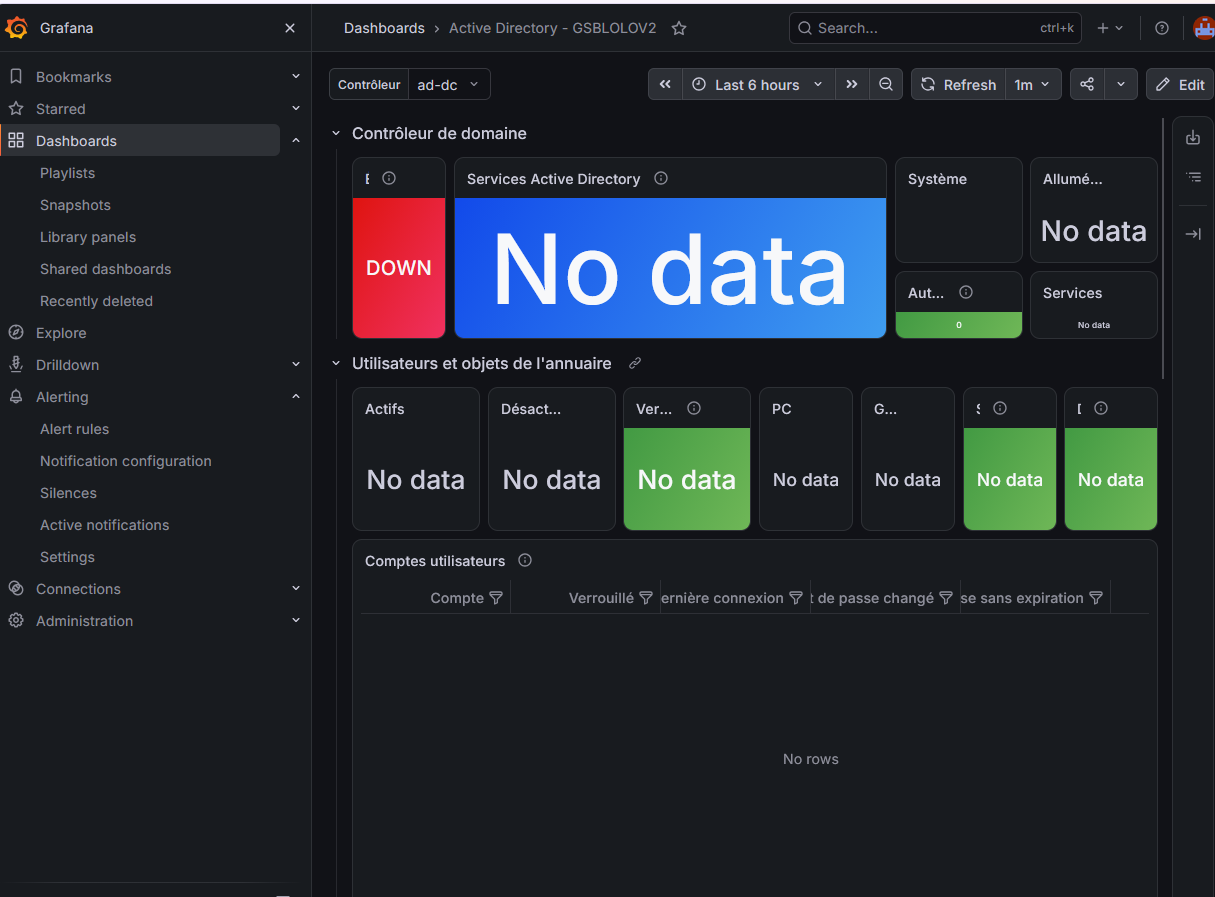 Grafana
Dashboards › Active Directory - GSBLOLOV2
Search... ctrl+k
Bookmarks
Starred
Dashboards
Playlists
Snapshots
Library panels
Shared dashboards
Recently deleted
Explore
Drilldown
Alerting
Alert rules
Notification configuration
Silences
Active notifications
Settings
Connections
Administration
Contrôleur ad-dc
Last 6 hours
Refresh 1m
Edit
Contrôleur de domaine
DOWN
Services Active Directory
No data
Système
Allumé...
No data
Aut...
0
Services
No data
Utilisateurs et objets de l'annuaire
Actifs
No data
Désact...
No data
Ver...
No data
PC
No data
G...
No data
No data
No data
Comptes utilisateurs
Compte Verrouillé ernière connexion t de passe changé se sans expiration
No rows